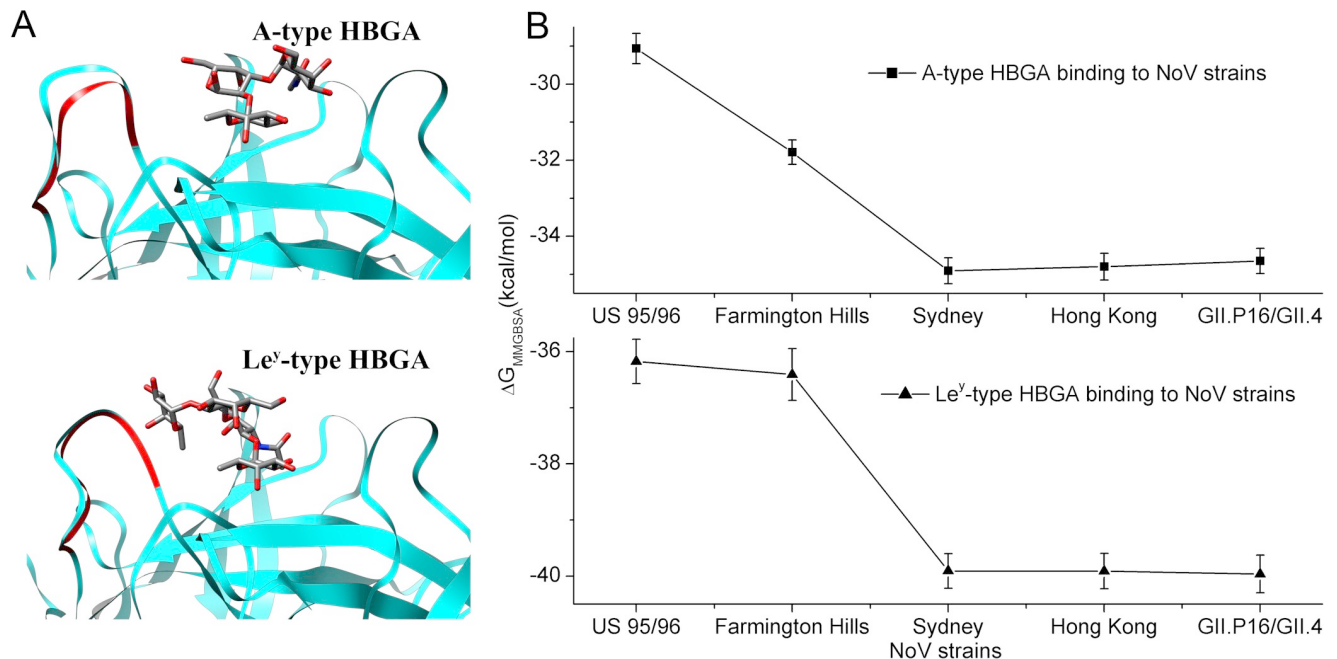 A
A-type HBGA
Leʸ-type HBGA
B
ΔG_MMGBSA(kcal/mol)
-30
-32
-34
A-type HBGA binding to NoV strains
US 95/96 Farmington Hills Sydney Hong Kong GII.P16/GII.4
-36
-38
-40
Leʸ-type HBGA binding to NoV strains
US 95/96 Farmington Hills Sydney Hong Kong GII.P16/GII.4
NoV strains